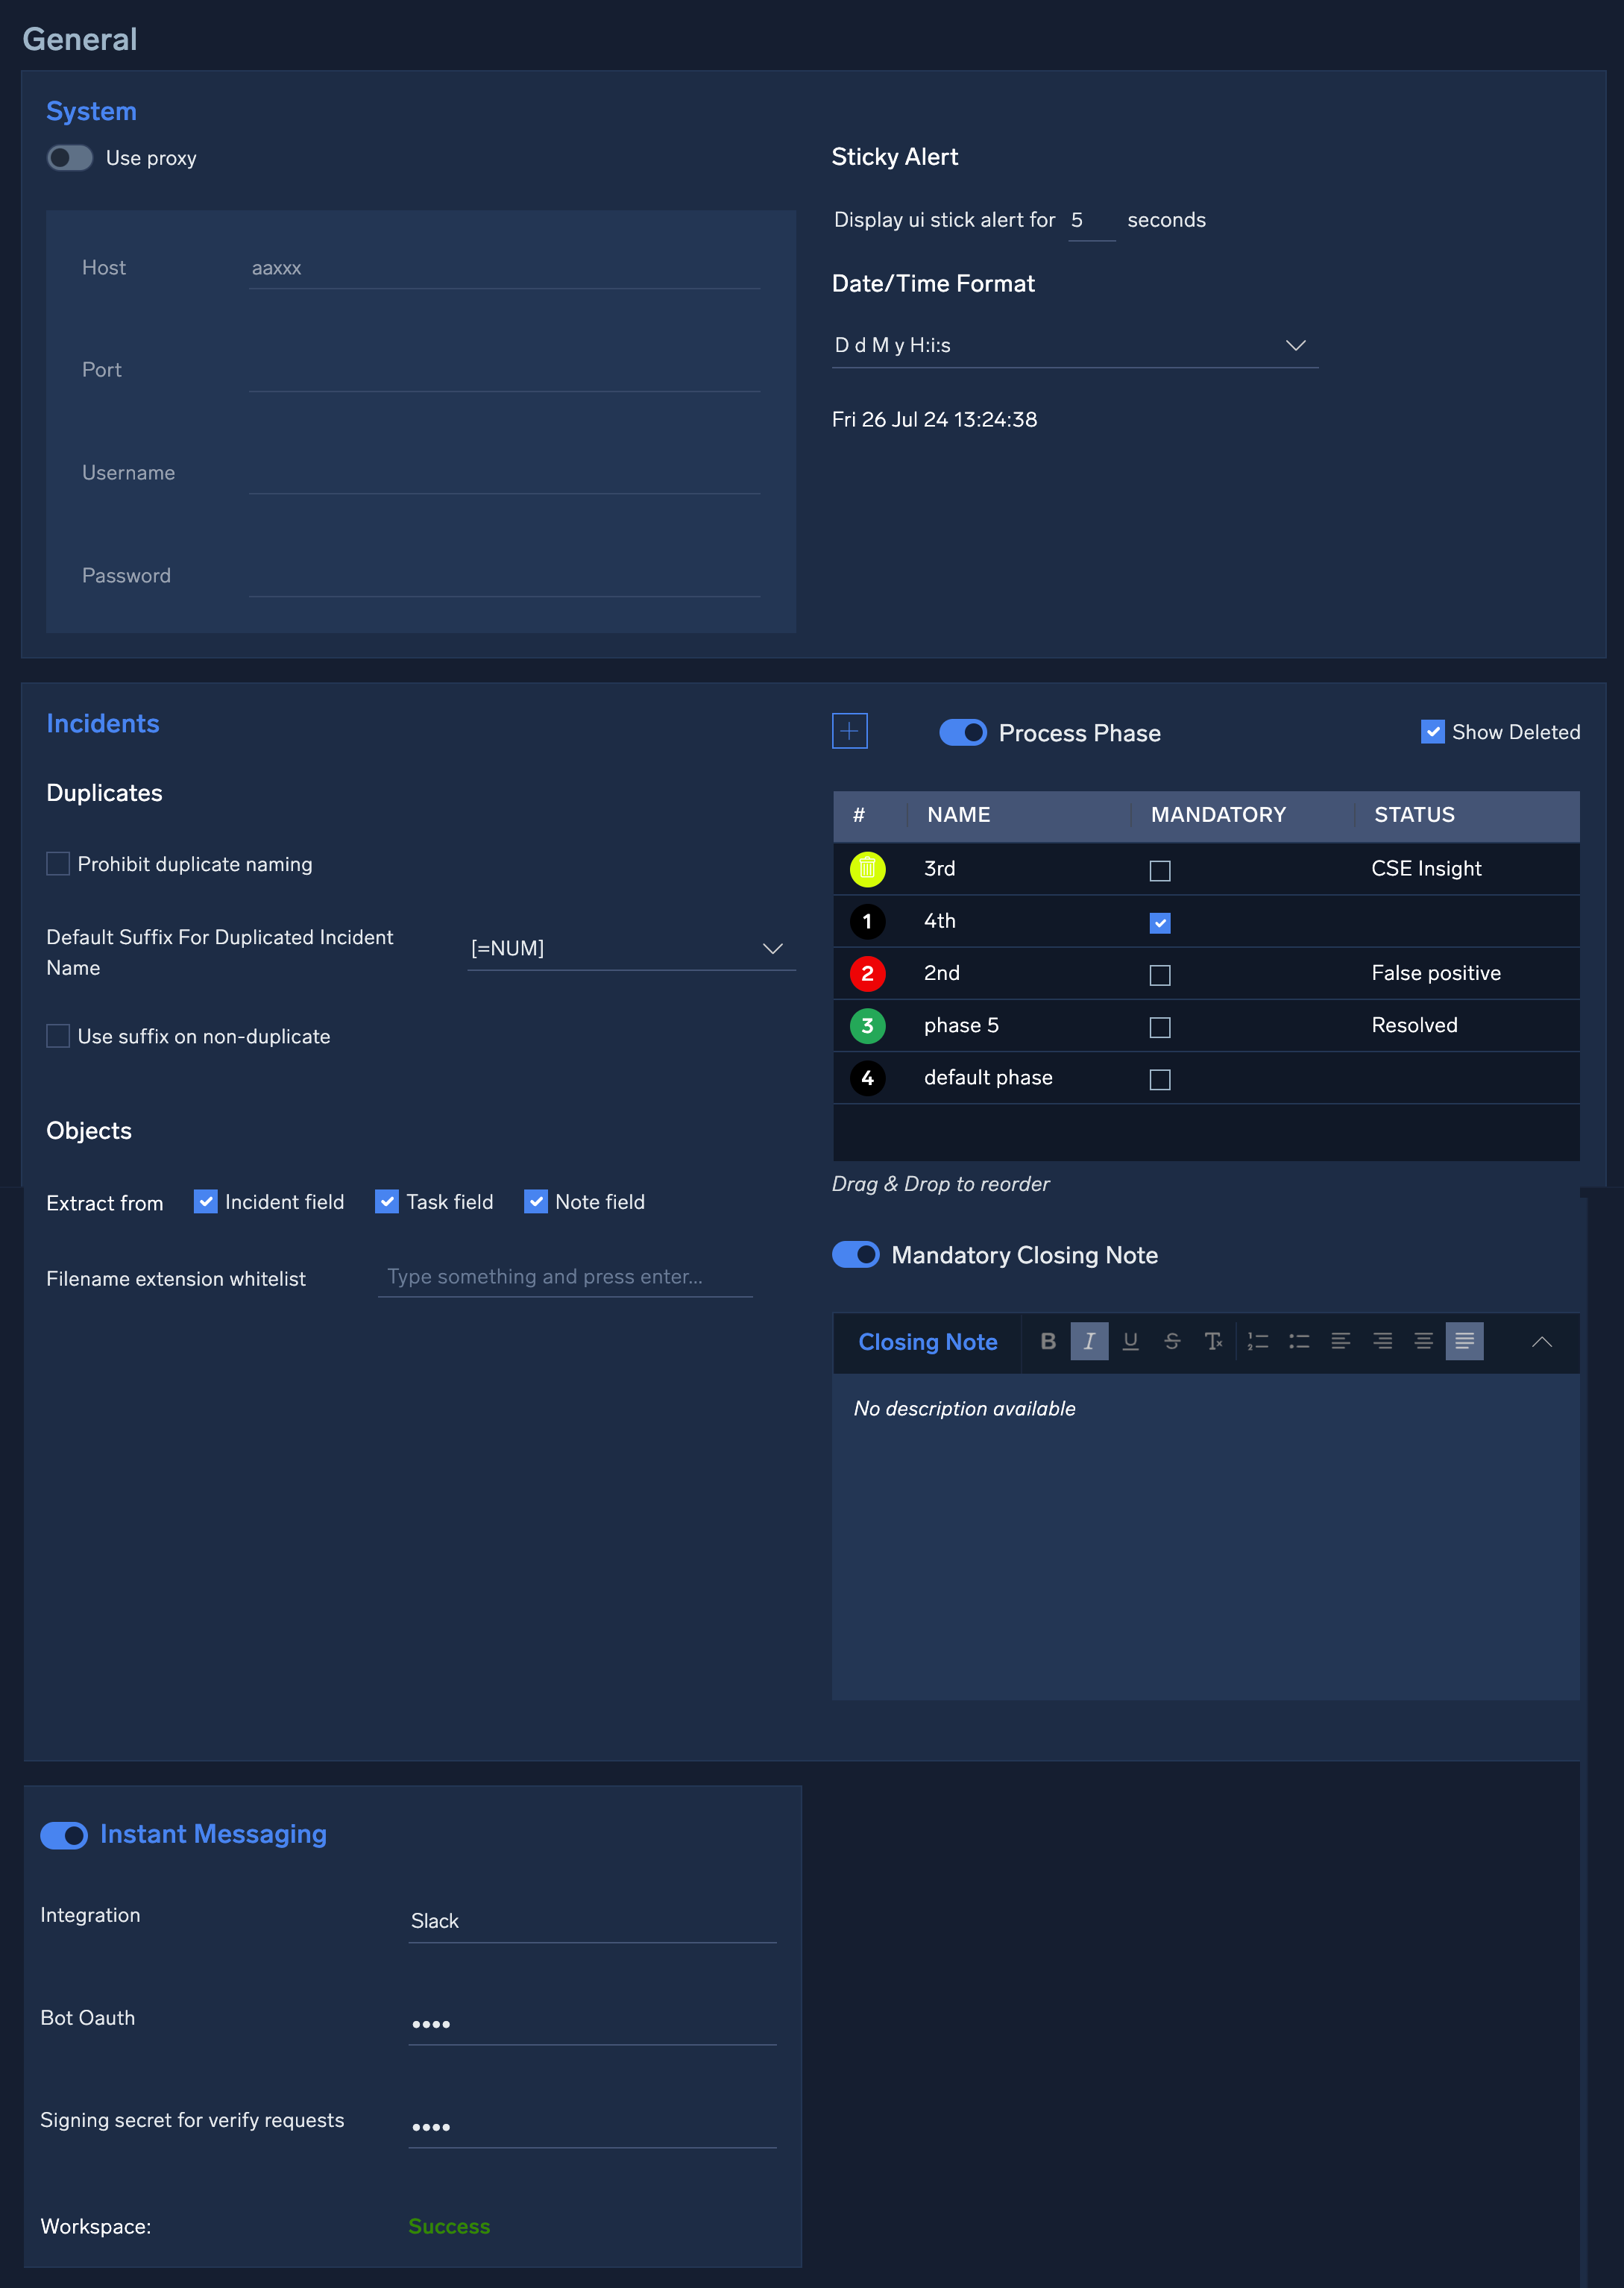 General
System
Use proxy
Host aaxxx
Port
Username
Password
Sticky Alert
Display ui stick alert for 5 seconds
Date/Time Format
D d M y H:i:s
Fri 26 Jul 24 13:24:38
Incidents
Duplicates
Prohibit duplicate naming
Default Suffix For Duplicated Incident
Name
[=NUM]
Use suffix on non-duplicate
Objects
Extract from Incident field Task field Note field
Filename extension whitelist Type something and press enter...
Process Phase Show Deleted
# NAME MANDATORY STATUS
3rd CSE Insight
1 4th
2 2nd False positive
3 phase 5 Resolved
4 default phase
Drag & Drop to reorder
Mandatory Closing Note
Closing Note B I U S Tx
No description available
Instant Messaging
Integration Slack
Bot Oauth ••••
Signing secret for verify requests ••••
Workspace: Success